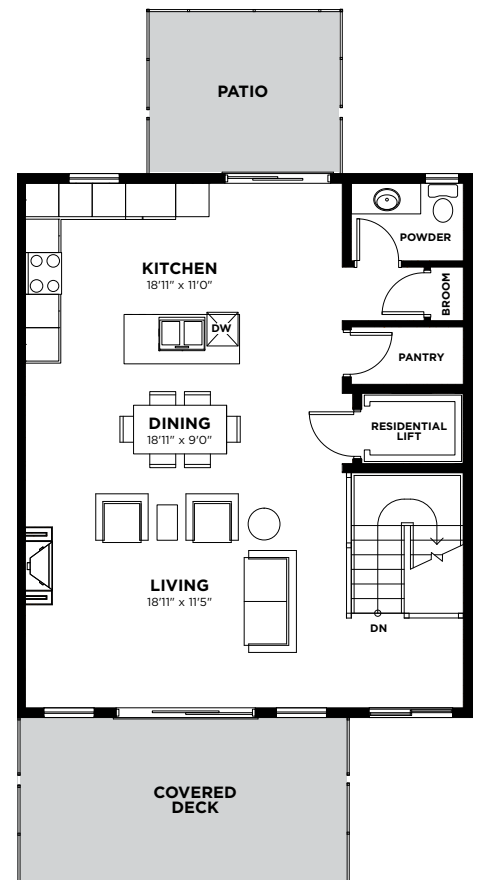 PATIO
POWDER
KITCHEN
18'11" x 11'0"
BROOM
DW
PANTRY
DINING
18'11" x 9'0"
RESIDENTIAL
LIFT
LIVING
18'11" x 11'5"
DN
COVERED
DECK